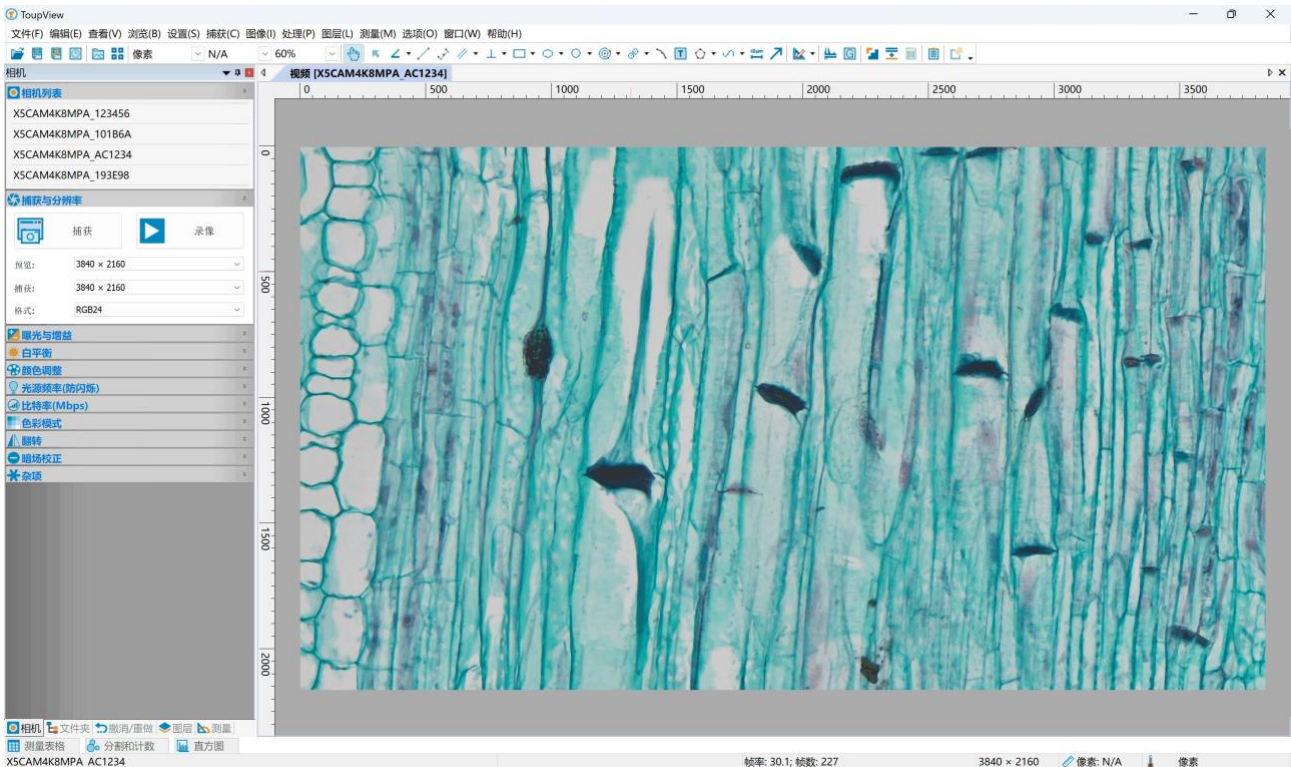 ToupView
文件(F) 编辑(E) 查看(V) 浏览(B) 设置(S) 捕获(C) 图像(I) 处理(P) 图层(L) 测量(M) 选项(O) 窗口(W) 帮助(H)
像素 N/A 60%
相机
视频 [X5CAM4K8MPA_AC1234]
相机列表
X5CAM4K8MPA_123456
X5CAM4K8MPA_101B6A
X5CAM4K8MPA_AC1234
X5CAM4K8MPA_193E98
捕获与分辨率
捕获 录像
预览: 3840 × 2160
捕获: 3840 × 2160
格式: RGB24
曝光与增益
白平衡
颜色调整
光源频率(防闪烁)
比特率(Mbps)
色彩模式
翻转
暗场校正
杂项
0 500 1000 1500 2000 2500 3000 3500
0
500
1000
1500
2000
相机 文件夹 撤消/重做 图层 测量
测量表格 分割和计数 直方图
X5CAM4K8MPA_AC1234 帧率: 30.1; 帧数: 227 3840 × 2160 像素: N/A 像素